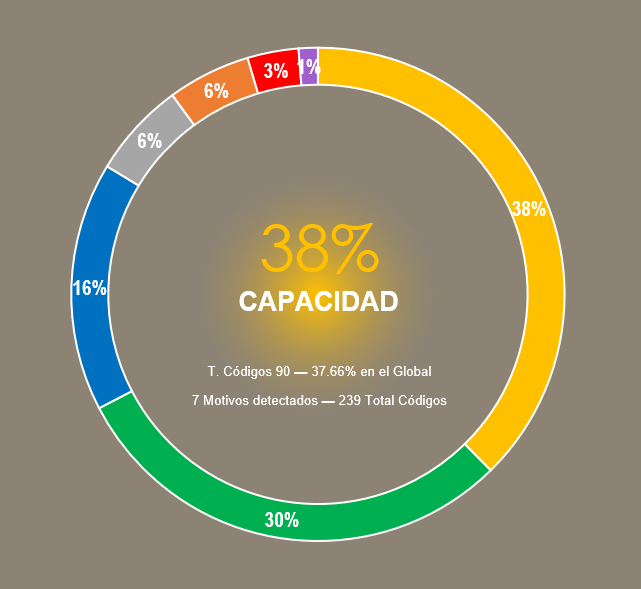 1%
3%
6%
6%
38%
38%
CAPACIDAD
16%
T. Códigos 90 — 37.66% en el Global
7 Motivos detectados — 239 Total Códigos
30%